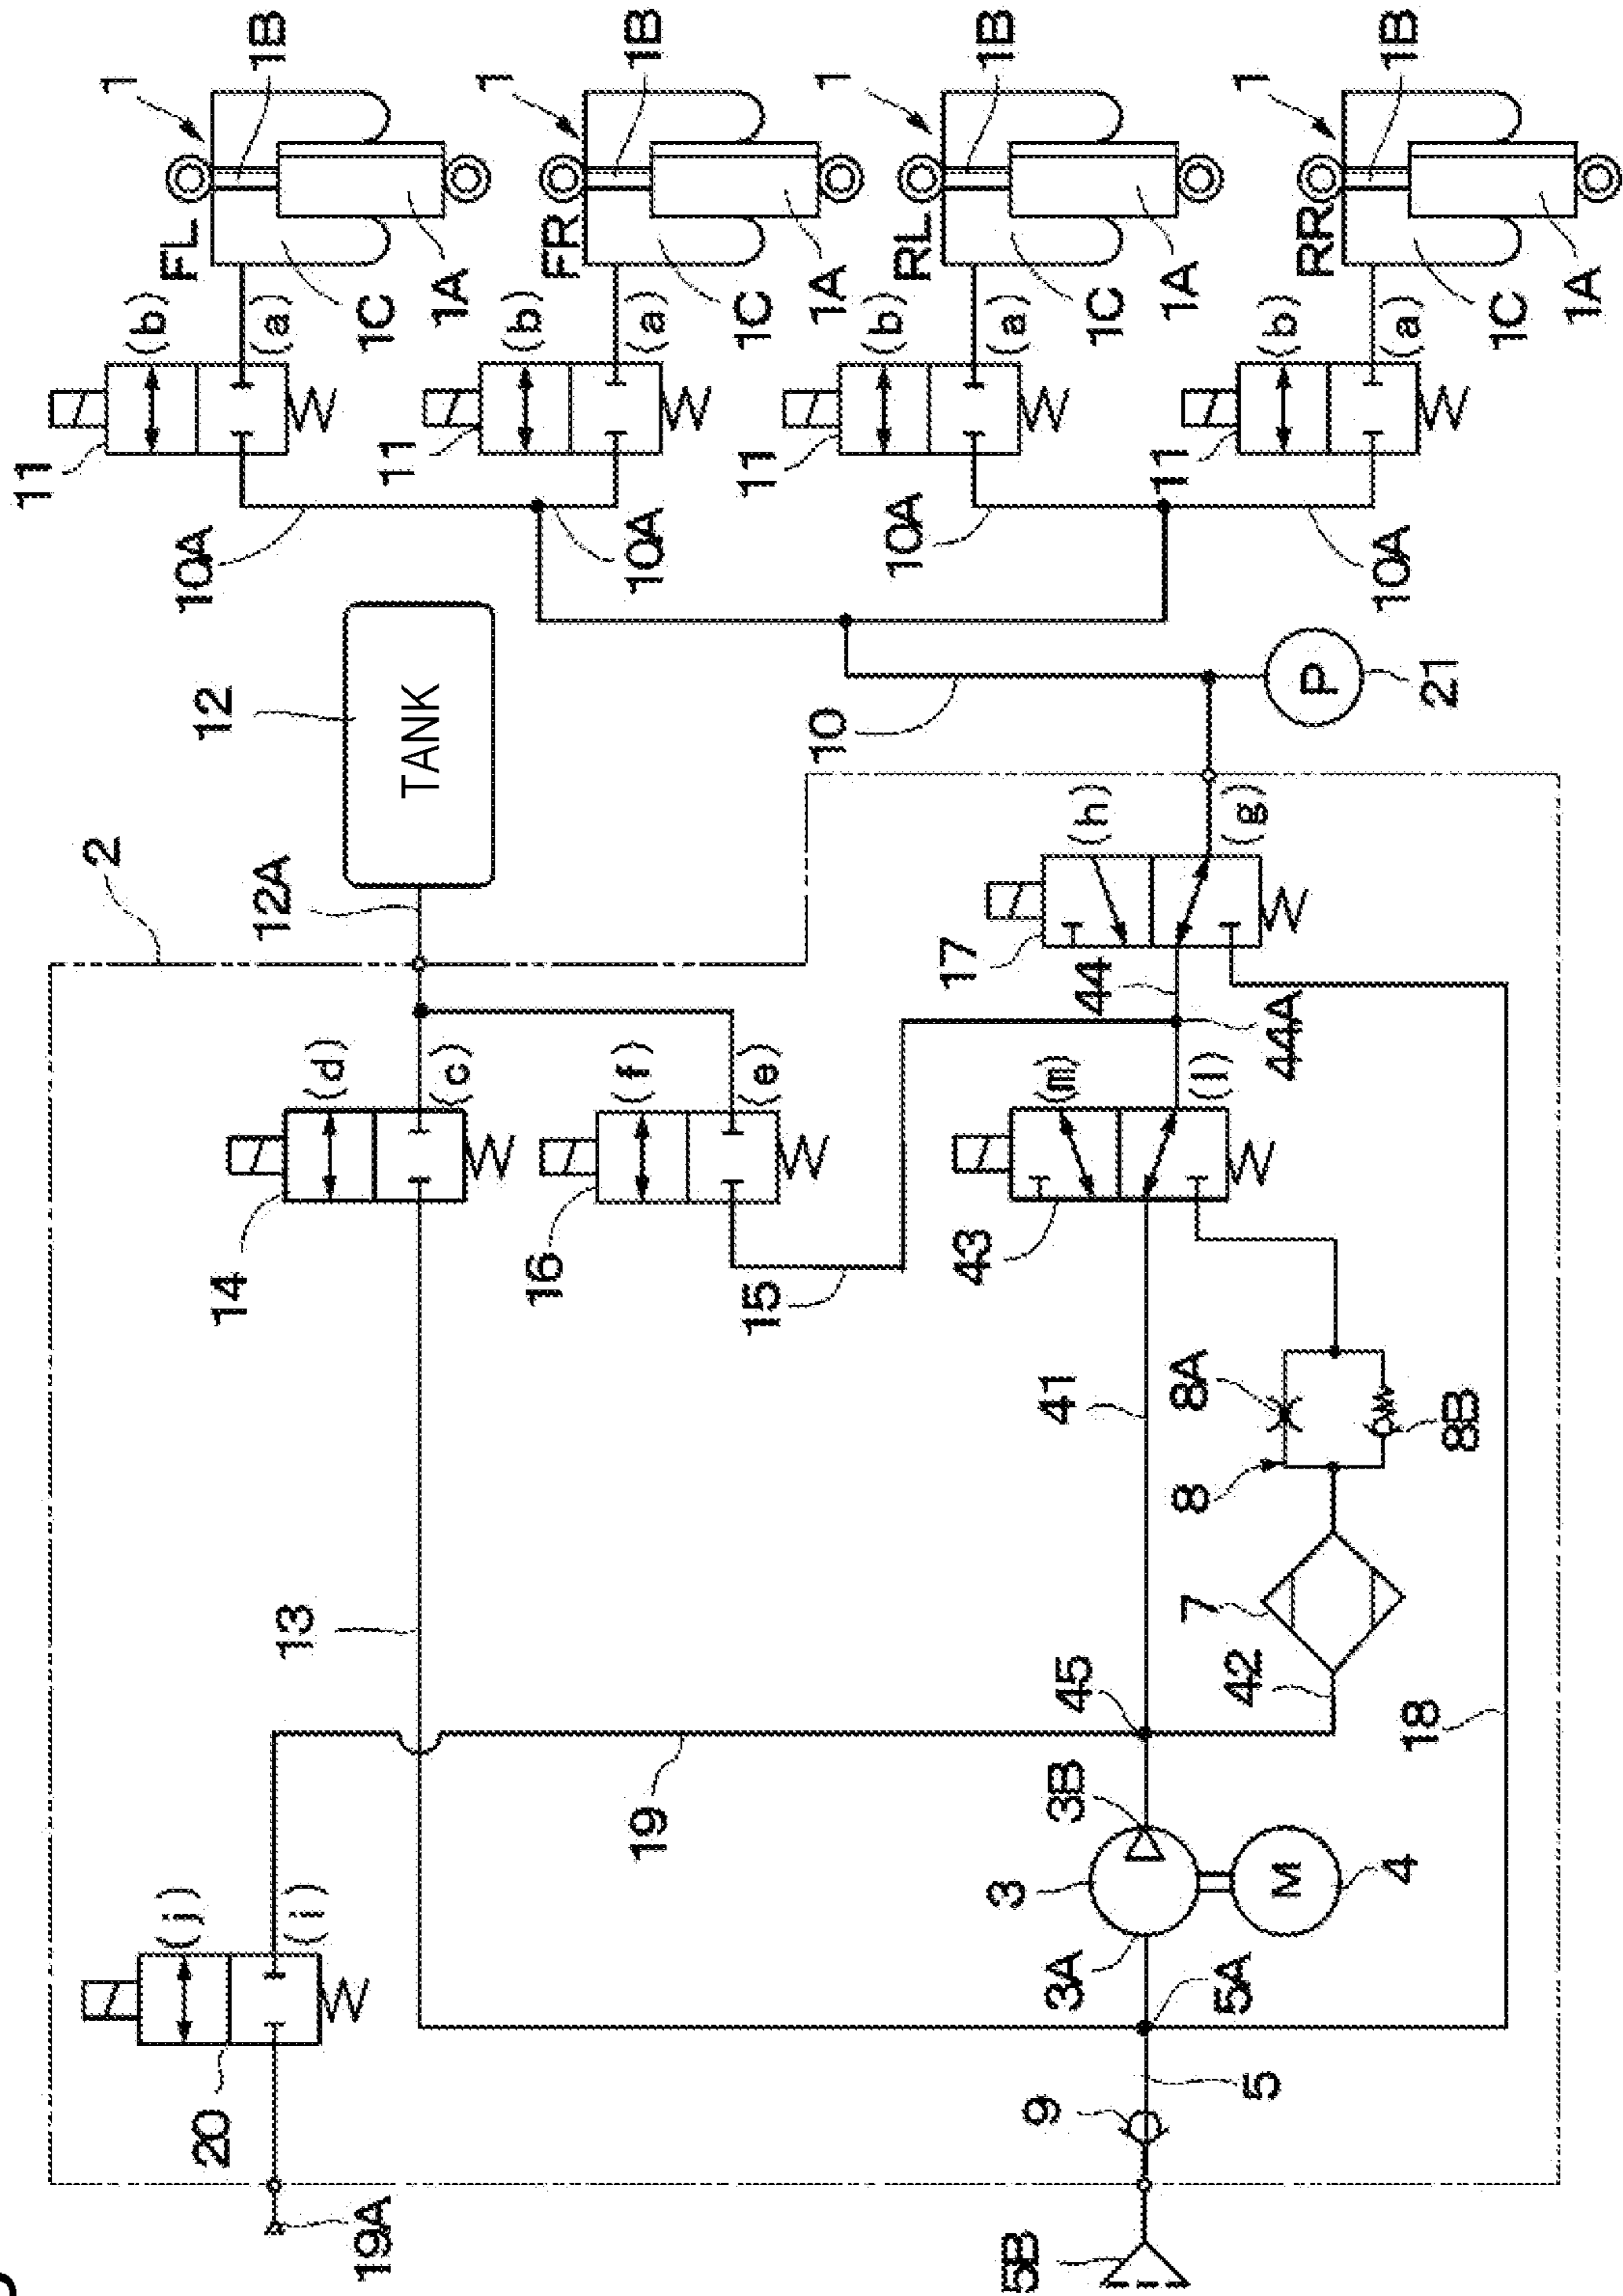 1
1B
FL
1C
1A
(b)
(a)
11
10A
1
1B
FR
1C
1A
(b)
(a)
11
10A
1
1B
RL
1C
1A
(b)
(a)
11
10A
1
1B
RR
1C
1A
(b)
(a)
11
10A
12
TANK
12A
10
P
21
2
(d)
(c)
14
(f)
(e)
16
15
(h)
(g)
17
44
44A
(m)
(l)
43
13
41
8A
8
8B
7
42
45
18
19
3B
3
3A
M
4
5A
5
9
5B
(j)
(i)
20
19A